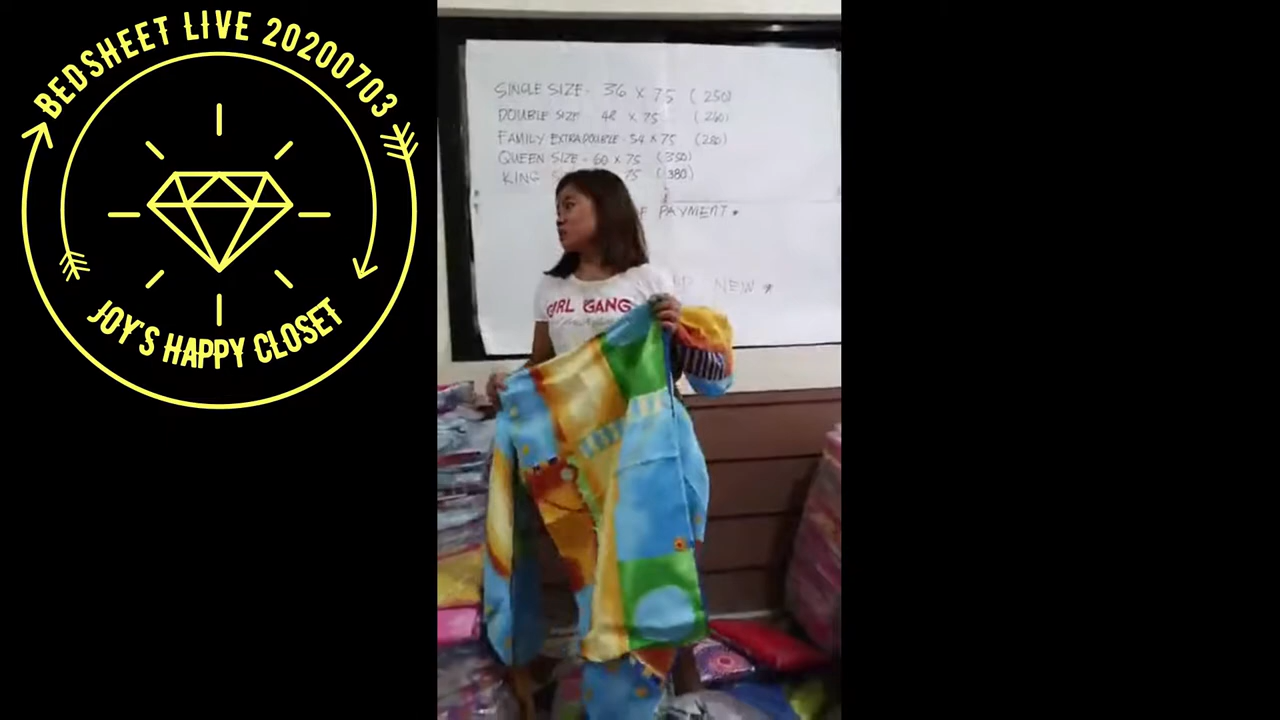 BEDSHEET LIVE 20200703
JOY'S HAPPY CLOSET
SINGLE SIZE - 36 X 75 (250)
DOUBLE SIZE - 48 X 75 (260)
FAMILY EXTRA DOUBLE - 54 X 75 (280)
QUEEN SIZE - 60 X 75 (350)
KING 75 (380)
PAYMENT *
NEW *
GIRL GANG